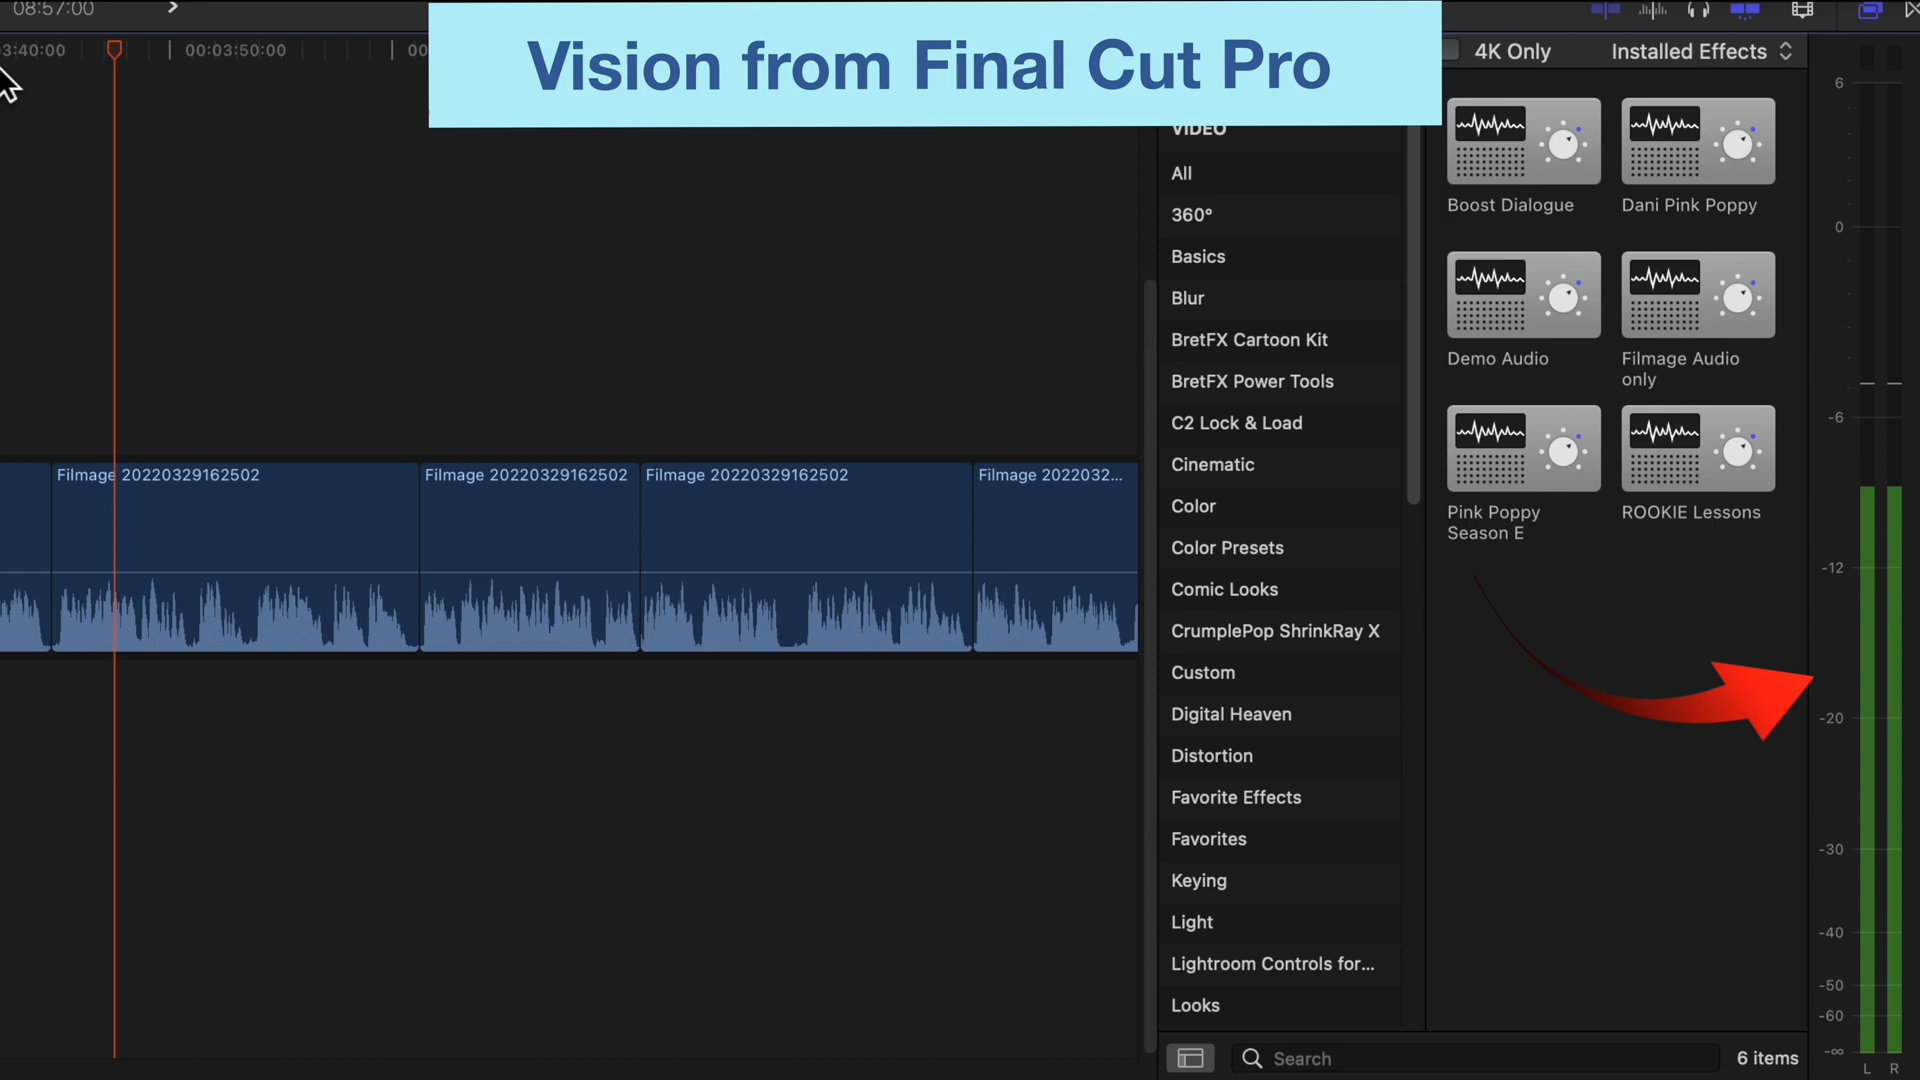 08:57:00
Vision from Final Cut Pro
3:40:00
00:03:50:00
00
4K Only
Installed Effects
VIDEO
All
360°
Basics
Blur
BretFX Cartoon Kit
BretFX Power Tools
C2 Lock & Load
Cinematic
Color
Color Presets
Comic Looks
CrumplePop ShrinkRay X
Custom
Digital Heaven
Distortion
Favorite Effects
Favorites
Keying
Light
Lightroom Controls for...
Looks
Boost Dialogue
Dani Pink Poppy
Demo Audio
Filmage Audio
only
Pink Poppy
Season E
ROOKIE Lessons
Filmage 20220329162502
Filmage 20220329162502
Filmage 20220329162502
Filmage 2022032...
6
0
-6
-12
-20
-30
-40
-50
-60
-∞
L R
Search
6 items